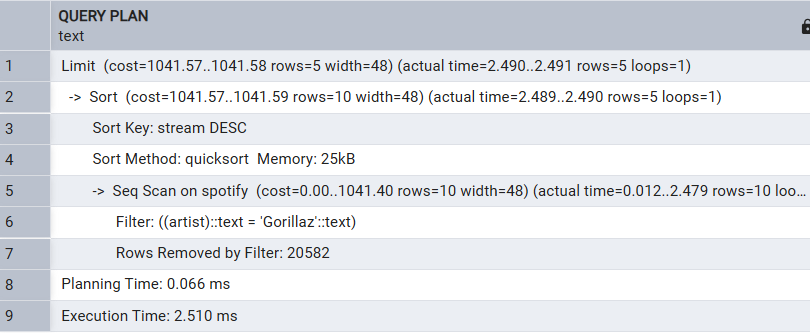 QUERY PLAN
text
1 Limit (cost=1041.57..1041.58 rows=5 width=48) (actual time=2.490..2.491 rows=5 loops=1)
2 -> Sort (cost=1041.57..1041.59 rows=10 width=48) (actual time=2.489..2.490 rows=5 loops=1)
3 Sort Key: stream DESC
4 Sort Method: quicksort Memory: 25kB
5 -> Seq Scan on spotify (cost=0.00..1041.40 rows=10 width=48) (actual time=0.012..2.479 rows=10 loo...
6 Filter: ((artist)::text = 'Gorillaz'::text)
7 Rows Removed by Filter: 20582
8 Planning Time: 0.066 ms
9 Execution Time: 2.510 ms